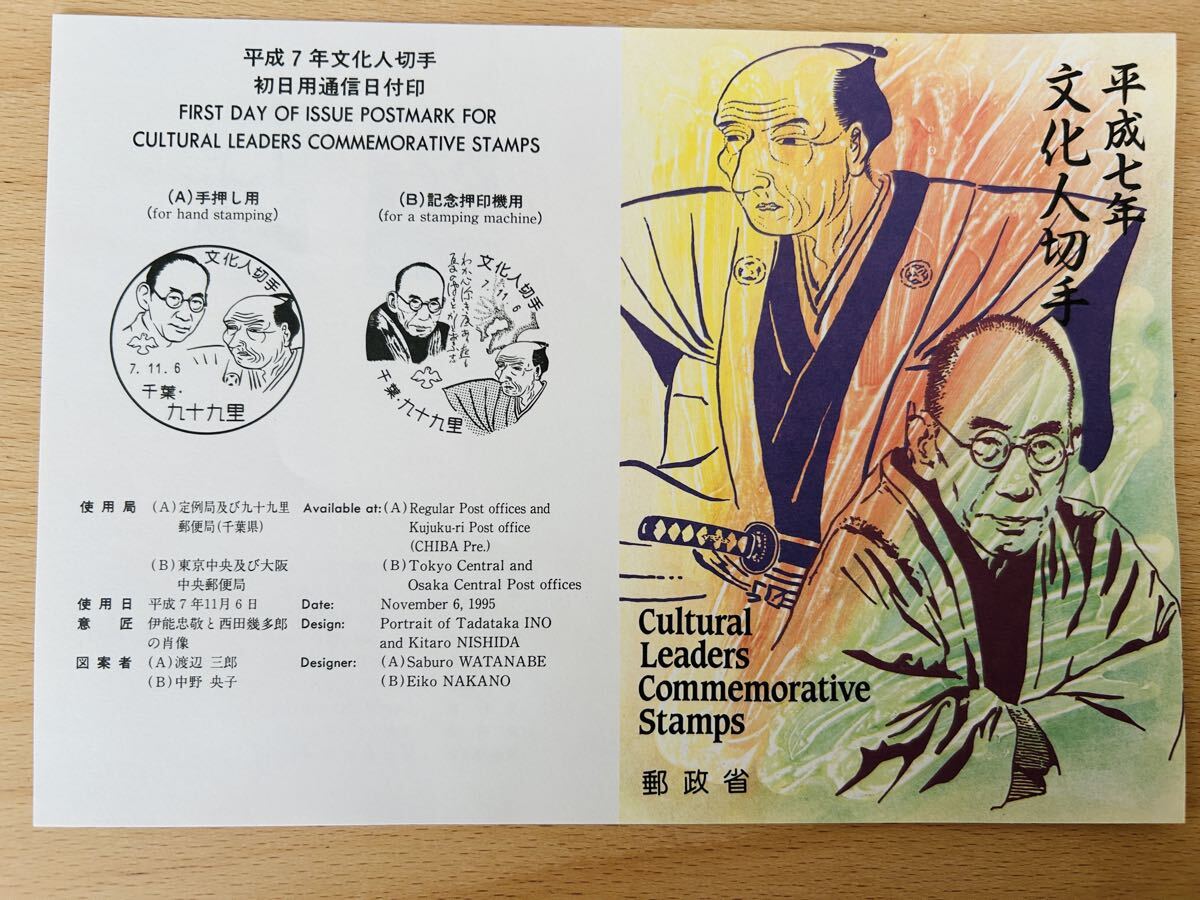 平成7年文化人切手
初日用通信日付印
FIRST DAY OF ISSUE POSTMARK FOR
CULTURAL LEADERS COMMEMORATIVE STAMPS
(A)手押し用
(for hand stamping)
(B)記念押印機用
(for a stamping machine)
文化人切手
7. 11. 6
千葉・
九十九里
文化人切手
7. 11. 6
千葉・九十九里
使用局 (A)定例局及び九十九里
郵便局(千葉県)
(B)東京中央及び大阪
中央郵便局
使用日 平成7年11月6日
意匠 伊能忠敬と西田幾多郎
の肖像
図案者 (A)渡辺 三郎
(B)中野 央子
Available at: (A) Regular Post offices and
Kujuku-ri Post office
(CHIBA Pre.)
(B) Tokyo Central and
Osaka Central Post offices
Date: November 6, 1995
Design: Portrait of Tadataka INO
and Kitaro NISHIDA
Designer: (A) Saburo WATANABE
(B) Eiko NAKANO
平成七年
文化人切手
Cultural
Leaders
Commemorative
Stamps
郵政省